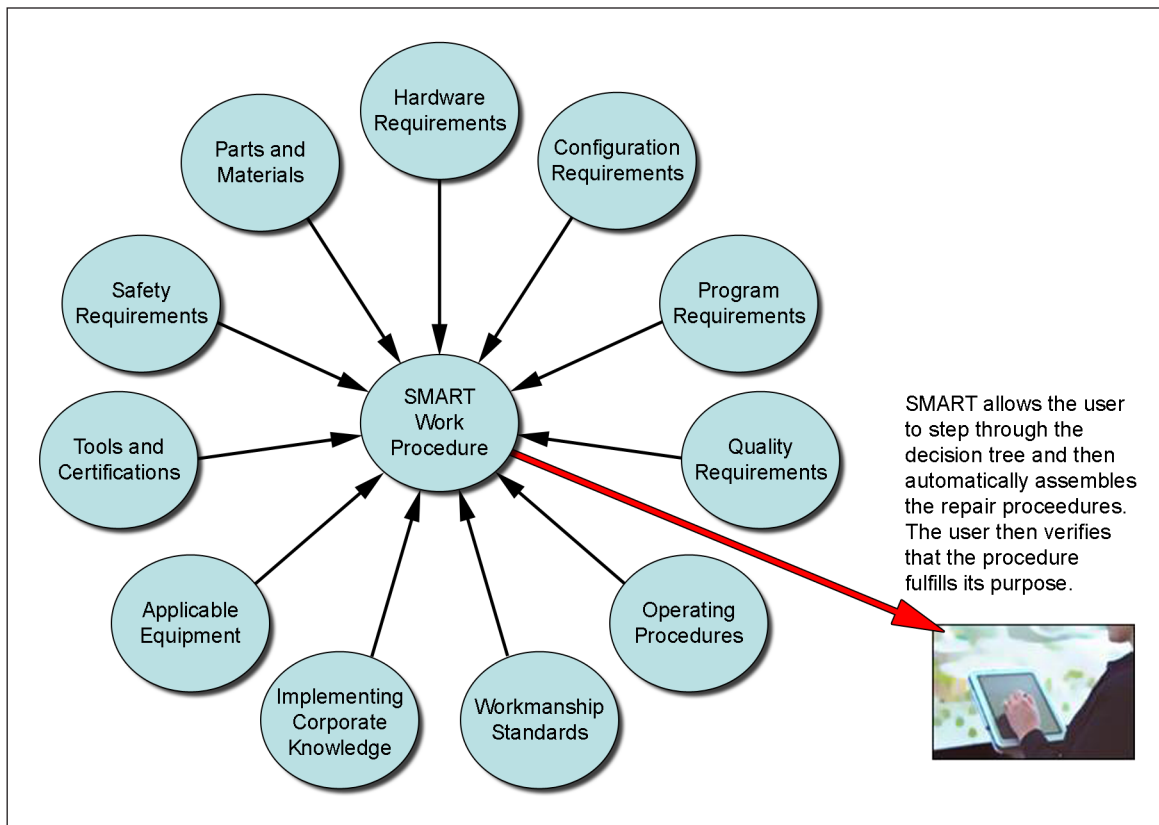 Hardware
Requirements
Configuration
Requirements
Parts and
Materials
Safety
Requirements
Program
Requirements
SMART
Work
Procedure
Tools and
Certifications
Quality
Requirements
SMART allows the user
to step through the
decision tree and then
automatically assembles
the repair proceedures.
The user then verifies
that the procedure
fulfills its purpose.
Applicable
Equipment
Operating
Procedures
Implementing
Corporate
Knowledge
Workmanship
Standards